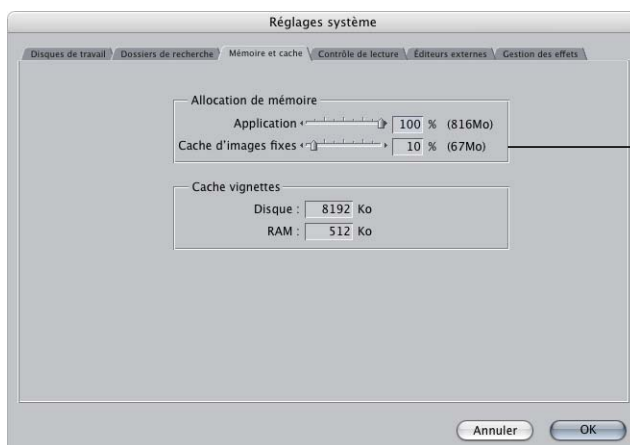 Réglages système
Disques de travail Dossiers de recherche Mémoire et cache Contrôle de lecture Éditeurs externes Gestion des effets
Allocation de mémoire
Application 100 % (816Mo)
Cache d'images fixes 10 % (67Mo)
Cache vignettes
Disque : 8192 Ko
RAM : 512 Ko
Annuler OK